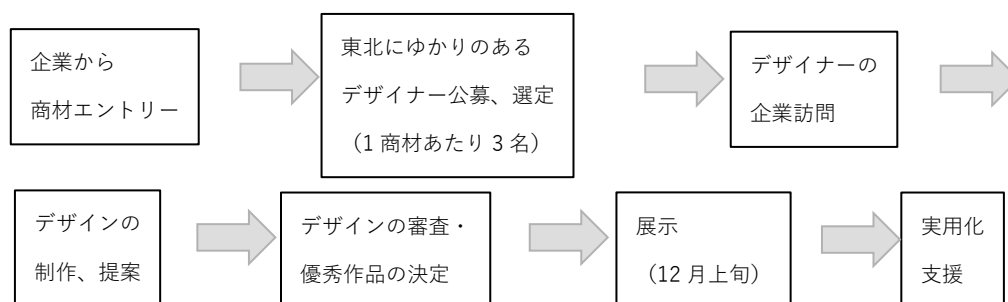 企業から
商材エントリー
東北にゆかりのある
デザイナー公募、選定
（1 商材あたり 3 名）
デザイナーの
企業訪問
デザインの
制作、提案
デザインの審査・
優秀作品の決定
展示
（12 月上旬）
実用化
支援